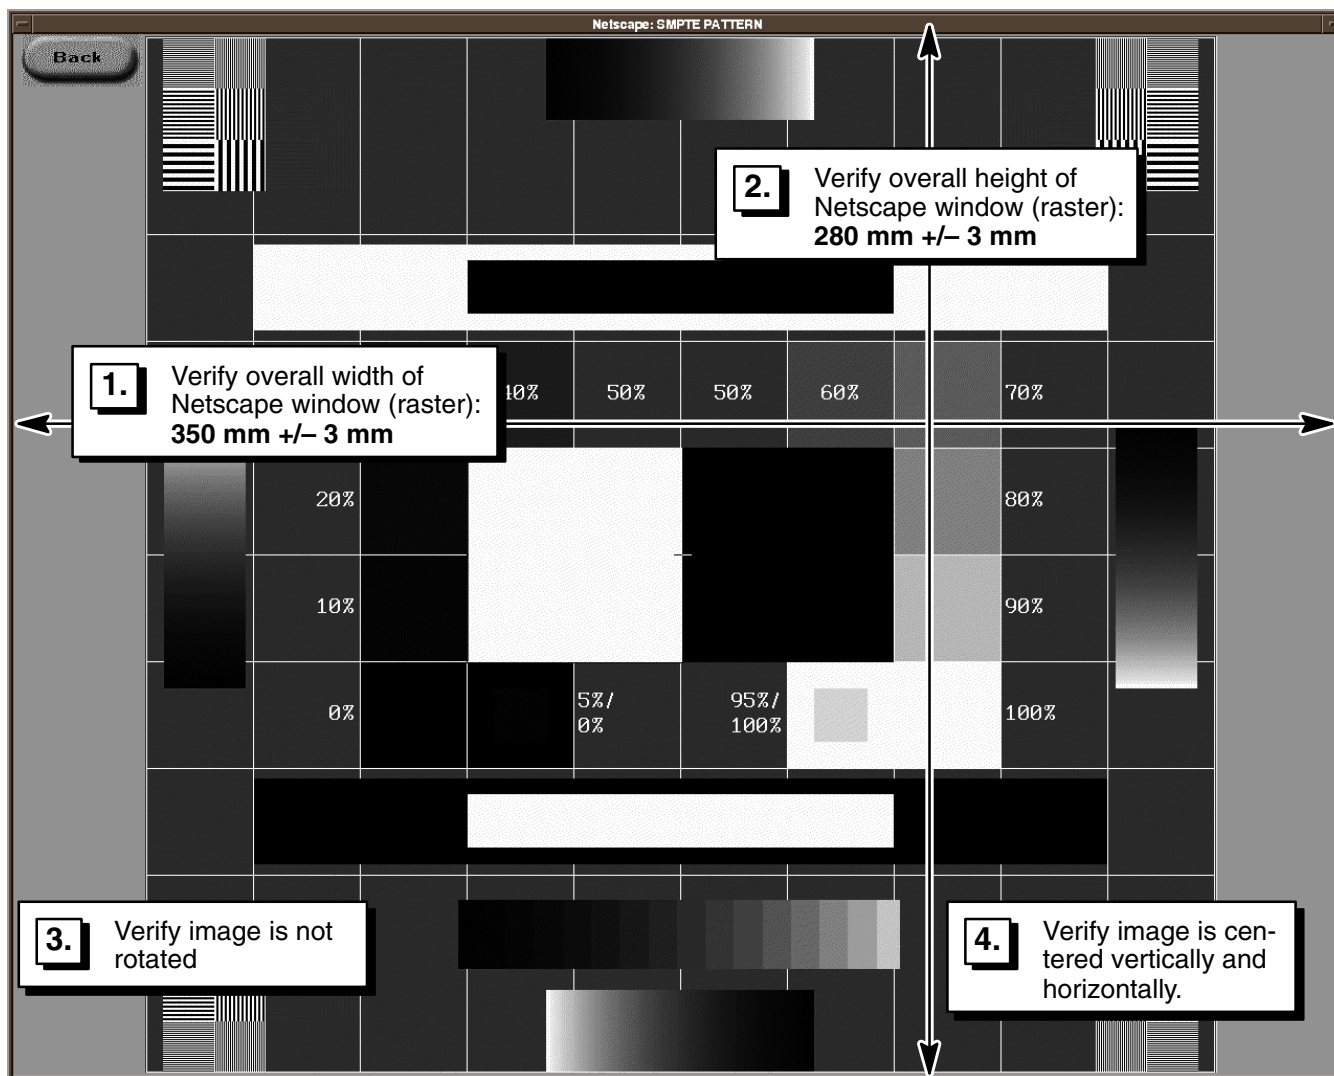 Netscape: SMPTE PATTERN
Back
2.
Verify overall height of
Netscape window (raster):
280 mm +/– 3 mm
1.
Verify overall width of
Netscape window (raster):
350 mm +/– 3 mm
40%
50%
50%
60%
70%
20%
80%
10%
90%
0%
5%/
0%
95%/
100%
100%
3.
Verify image is not
rotated
4.
Verify image is cen-
tered vertically and
horizontally.